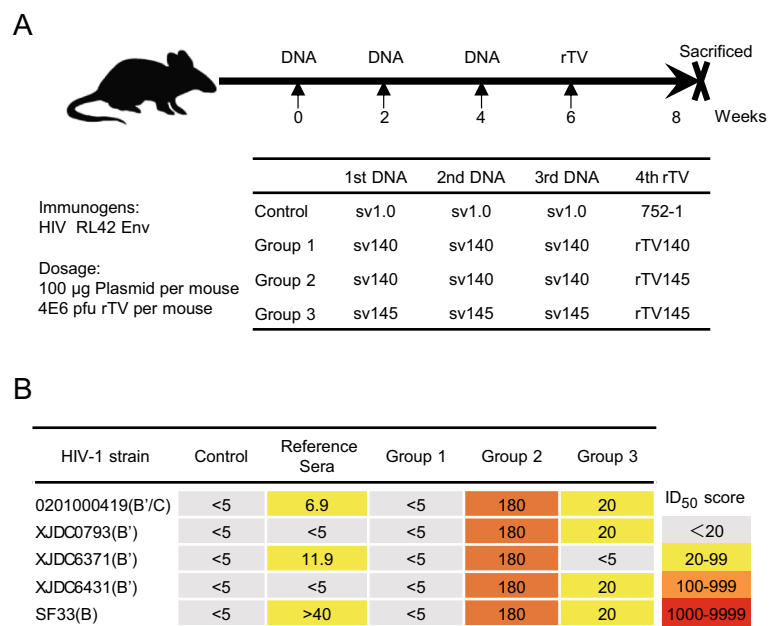 A
DNA DNA DNA rTV Sacrificed
0 2 4 6 8 Weeks
Immunogens:
HIV RL42 Env
Dosage:
100 µg Plasmid per mouse
4E6 pfu rTV per mouse
1st DNA 2nd DNA 3rd DNA 4th rTV
Control sv1.0 sv1.0 sv1.0 752-1
Group 1 sv140 sv140 sv140 rTV140
Group 2 sv140 sv140 sv140 rTV145
Group 3 sv145 sv145 sv145 rTV145
B
HIV-1 strain Control Reference Sera Group 1 Group 2 Group 3
0201000419(B'/C) <5 6.9 <5 180 20
XJDC0793(B') <5 <5 <5 180 20
XJDC6371(B') <5 11.9 <5 180 <5
XJDC6431(B') <5 <5 <5 180 20
SF33(B) <5 >40 <5 180 20
ID50 score
<20
20-99
100-999
1000-9999